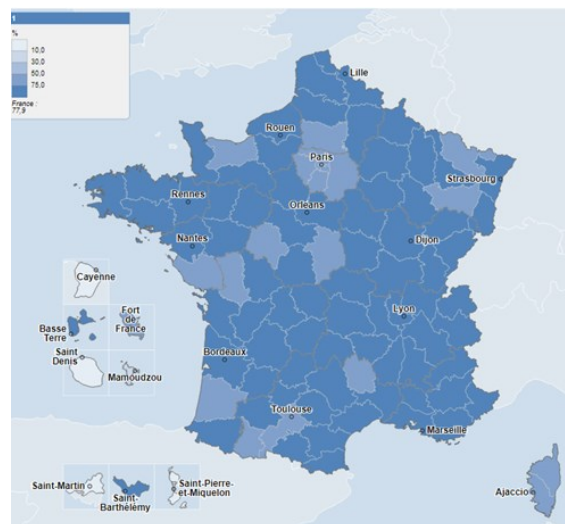 1
%
10,0
30,0
50,0
75,0
France :
77,9
Lille
Rouen
Paris
Strasbourg
Rennes
Orléans
Nantes
Dijon
Cayenne
Lyon
Basse
Terre
Fort
de
France
Saint
Denis
Mamoudzou
Bordeaux
Toulouse
Marseille
Saint-Martin
Saint-
Barthélémy
Saint-Pierre-
et-Miquelon
Ajaccio